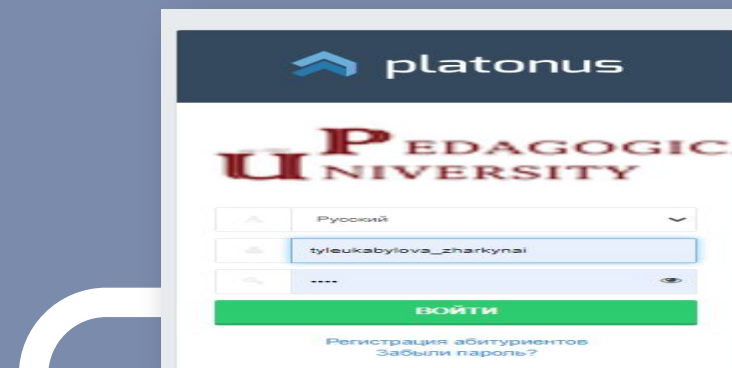 platonus
PEDAGOGIC
UNIVERSITY
Русский
tyleukabylova_zharkynai
····
ВОЙТИ
Регистрация абитуриентов
Забыли пароль?